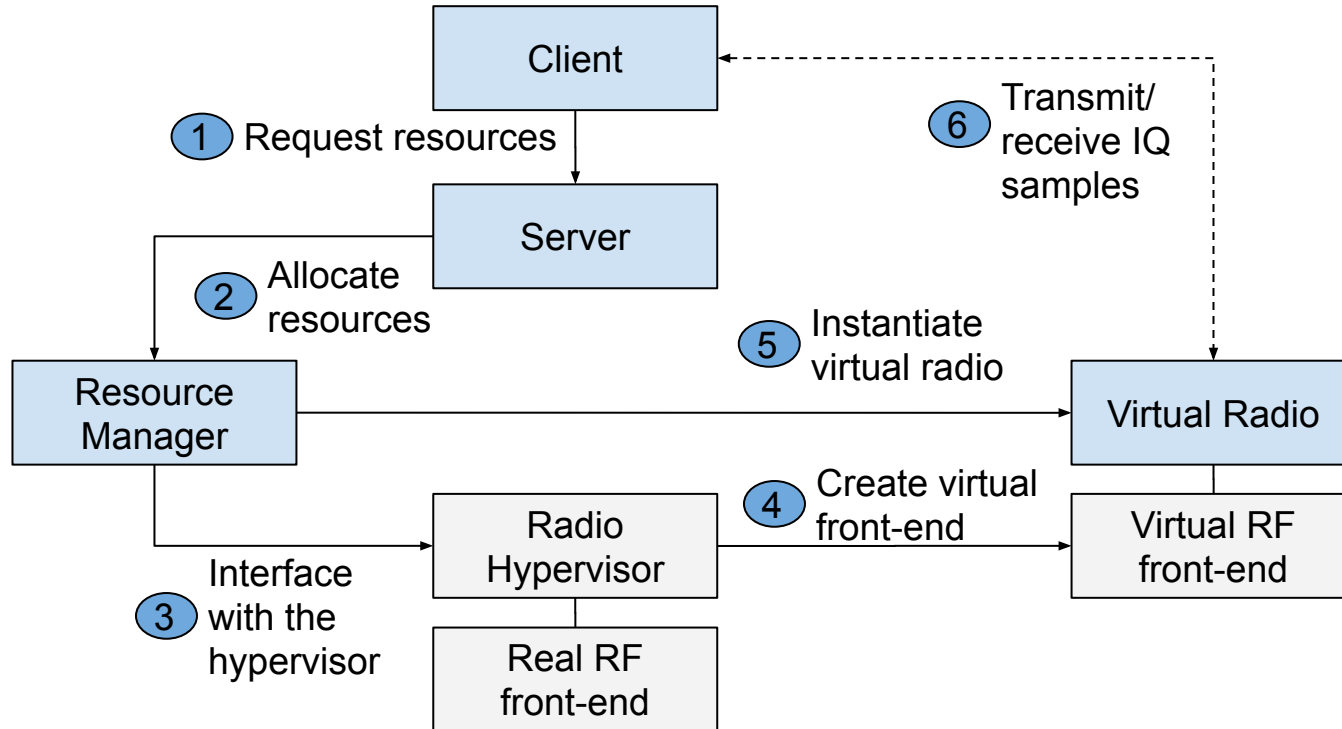 Client
1 Request resources
6 Transmit/
receive IQ
samples
Server
2 Allocate
resources
5 Instantiate
virtual radio
Resource
Manager
Virtual Radio
4 Create virtual
front-end
Radio
Hypervisor
Virtual RF
front-end
3 Interface
with the
hypervisor
Real RF
front-end